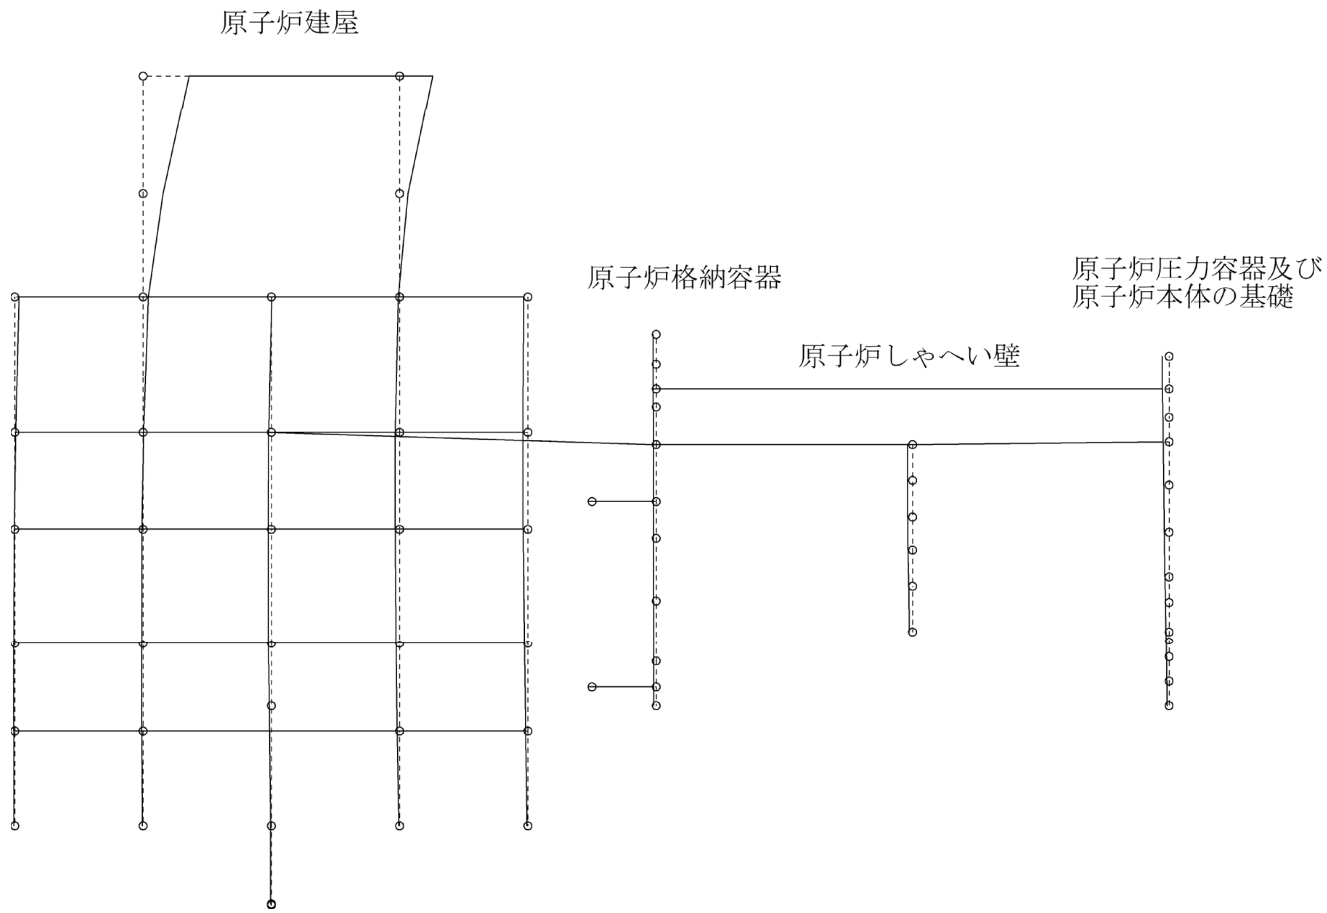 原子炉建屋
原子炉格納容器
原子炉しゃへい壁
原子炉圧力容器及び
原子炉本体の基礎